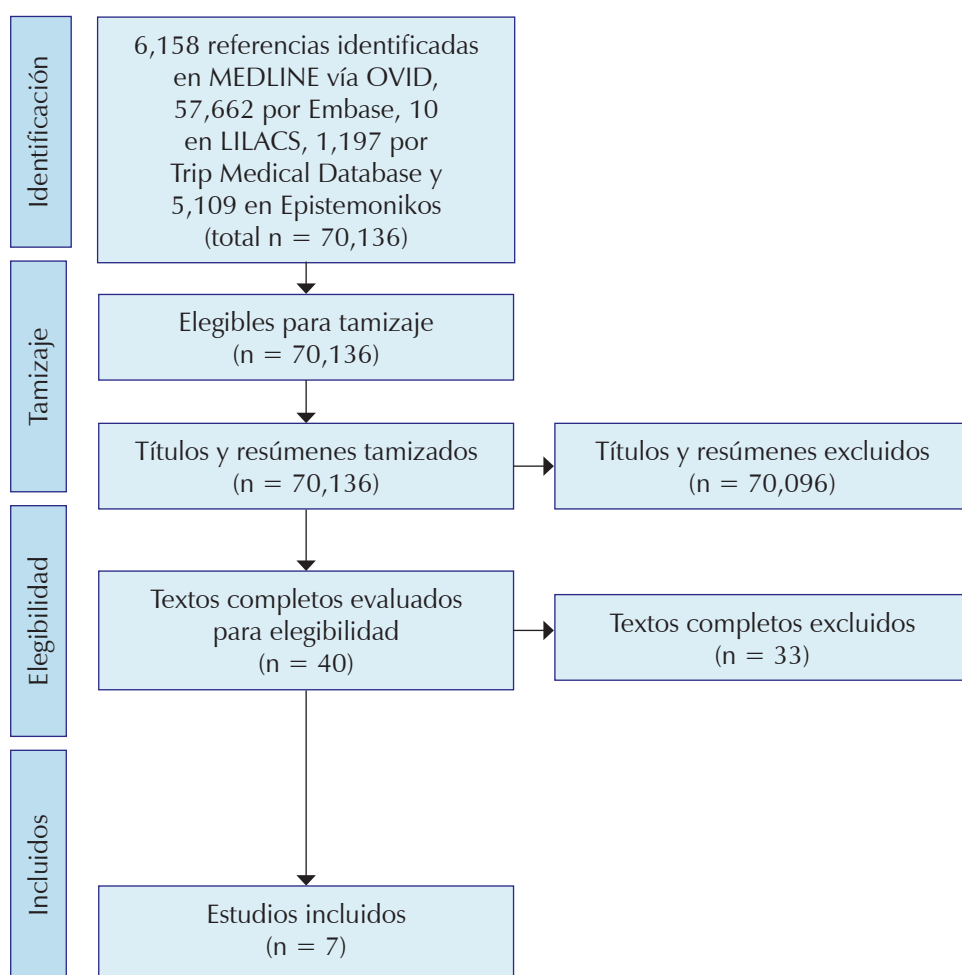 Identificación
6,158 referencias identificadas
en MEDLINE vía OVID,
57,662 por Embase, 10
en LILACS, 1,197 por
Trip Medical Database y
5,109 en Epistemonikos
(total n = 70,136)
Tamizaje
Elegibles para tamizaje
(n = 70,136)
Títulos y resúmenes tamizados
(n = 70,136)
Títulos y resúmenes excluidos
(n = 70,096)
Elegibilidad
Textos completos evaluados
para elegibilidad
(n = 40)
Textos completos excluidos
(n = 33)
Incluidos
Estudios incluidos
(n = 7)